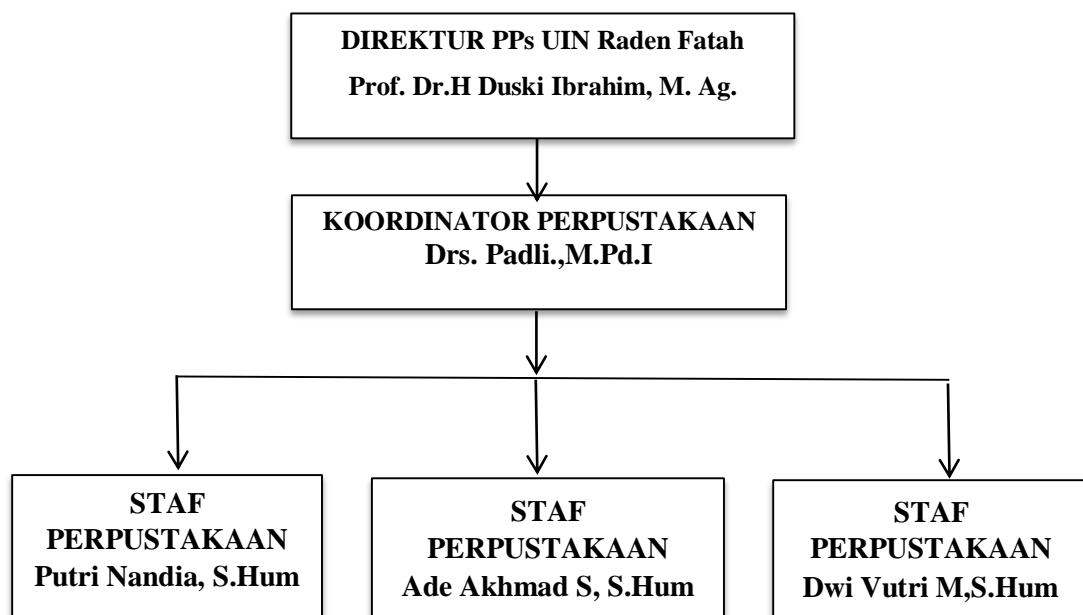 DIREKTUR PPs UIN Raden Fatah
Prof. Dr.H Duski Ibrahim, M. Ag.
KOORDINATOR PERPUSTAKAAN
Drs. Padli.,M.Pd.I
STAF
PERPUSTAKAAN
Putri Nandia, S.Hum
STAF
PERPUSTAKAAN
Ade Akhmad S, S.Hum
STAF
PERPUSTAKAAN
Dwi Vutri M,S.Hum